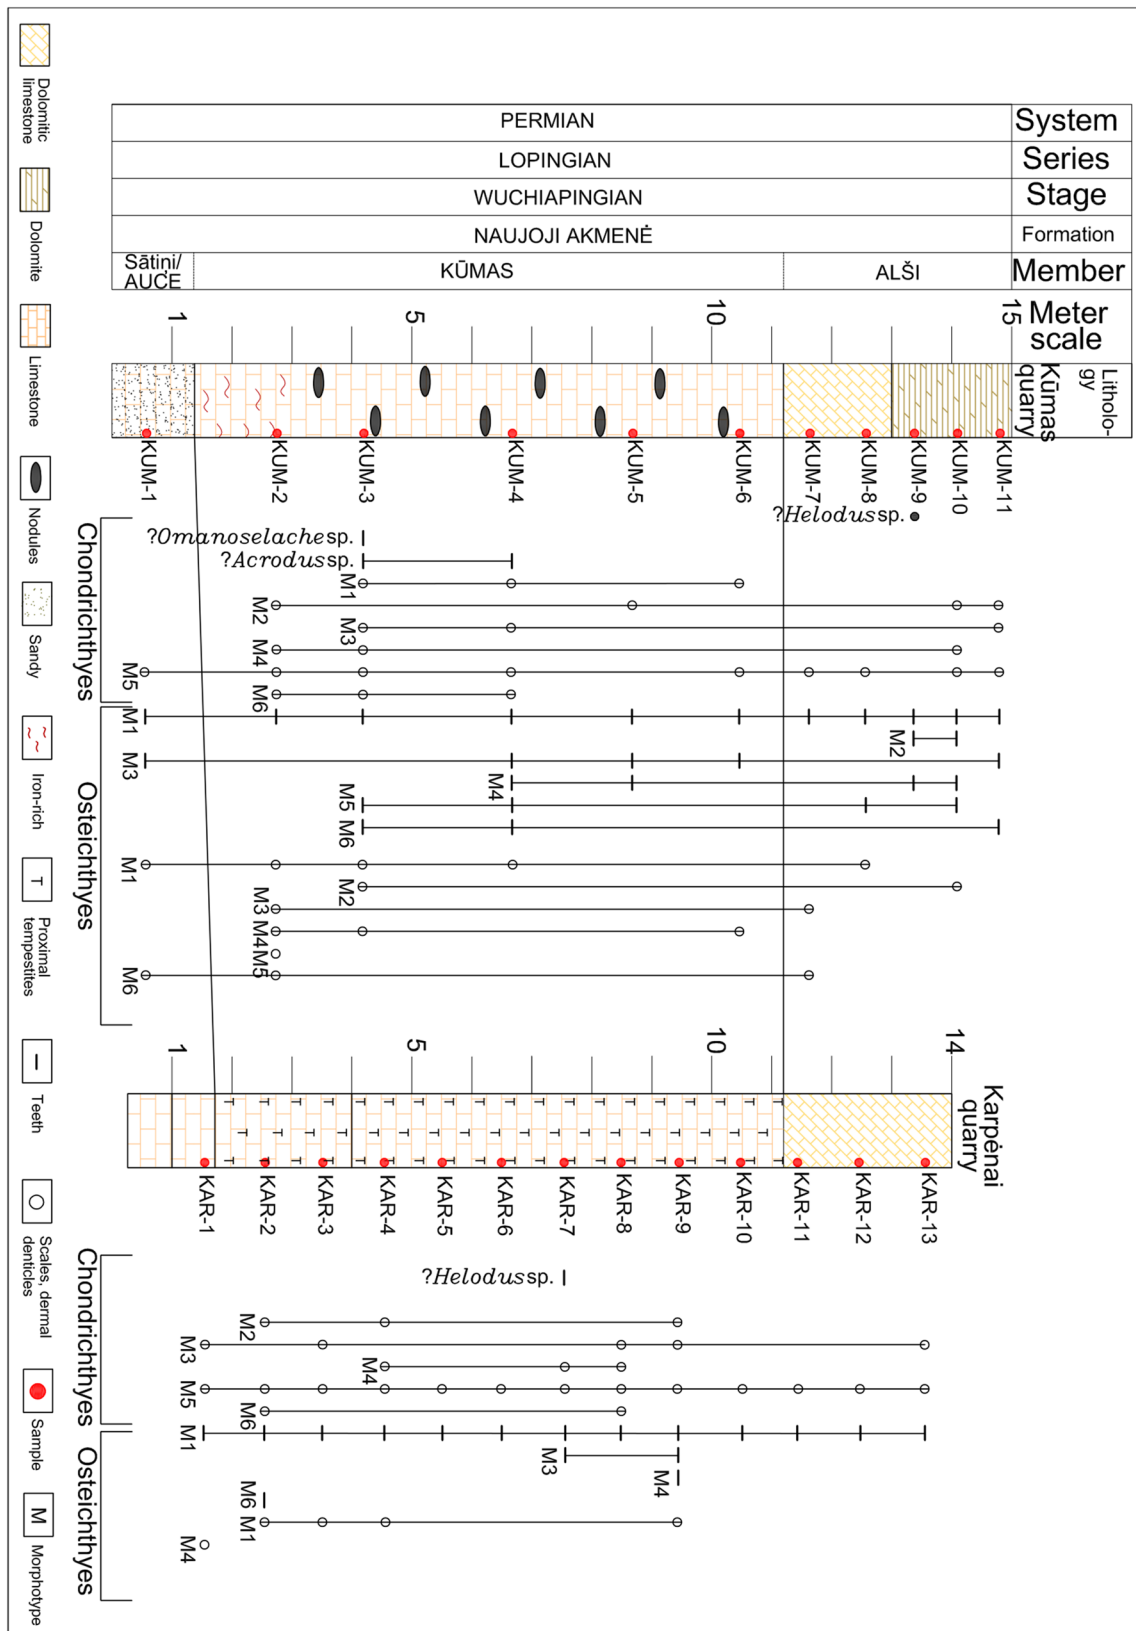 System
PERMIAN
Series
LOPINGIAN
Stage
WUCHIAPINGIAN
Formation
NAUJOJI AKMENĖ
Member
Sātiņi/
AUCE
KŪMAS
ALŠI
Meter
scale
1
5
10
15
Litholo-
gy
Kūmas
quarry
KUM-1
KUM-2
KUM-3
KUM-4
KUM-5
KUM-6
KUM-7
KUM-8
KUM-9
KUM-10
KUM-11
Chondrichthyes
?Helodus sp.
?Omanoselache sp.
?Acrodus sp.
M1
M2
M3
M4
M5
M6
Osteichthyes
M1
M2
M3
M4
M5
M6
M1
M2
M3
M4
M5
M6
1
5
10
14
Karpėnai
quarry
T
KAR-1
KAR-2
KAR-3
KAR-4
KAR-5
KAR-6
KAR-7
KAR-8
KAR-9
KAR-10
KAR-11
KAR-12
KAR-13
Chondrichthyes
?Helodus sp.
M2
M3
M4
M5
M6
Osteichthyes
M1
M3
M4
M6
M1
M4
Dolomitic
limestone
Dolomite
Limestone
Nodules
Sandy
Iron-rich
T
Proximal
tempestites
Teeth
Scales, dermal
denticles
Sample
M
Morphotype